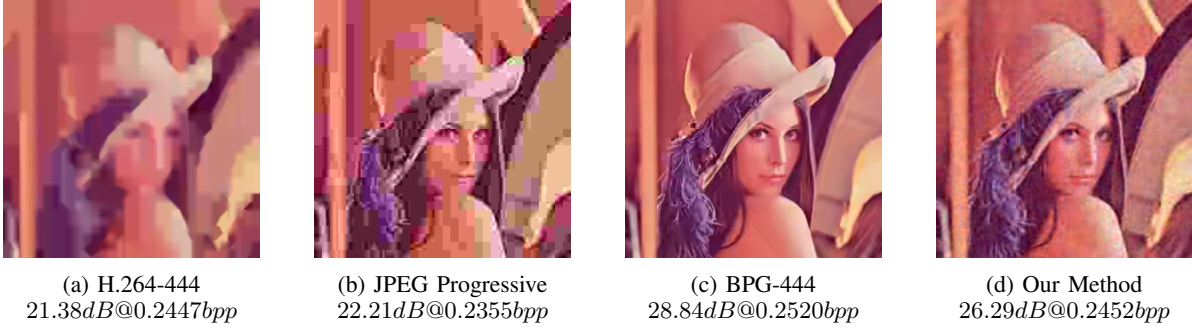 (a) H.264-444
21.38dB@0.2447bpp
(b) JPEG Progressive
22.21dB@0.2355bpp
(c) BPG-444
28.84dB@0.2520bpp
(d) Our Method
26.29dB@0.2452bpp